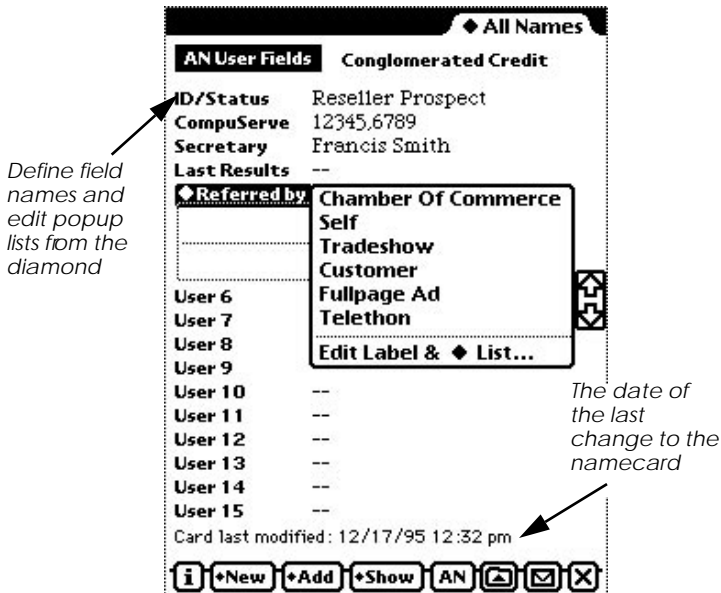 ◆ All Names
AN User Fields Conglomerated Credit
ID/Status Reseller Prospect
CompuServe 12345,6789
Secretary Francis Smith
Last Results --
Define field
names and
edit popup
lists from the
diamond
◆ Referred by
Chamber Of Commerce
Self
Tradeshow
Customer
Fullpage Ad
Telethon
Edit Label & ◆ List...
User 6
User 7
User 8
User 9
User 10 --
User 11 --
User 12 --
User 13 --
User 14 --
User 15 --
The date of
the last
change to the
namecard
Card last modified: 12/17/95 12:32 pm
i ◆New ◆Add ◆Show AN X